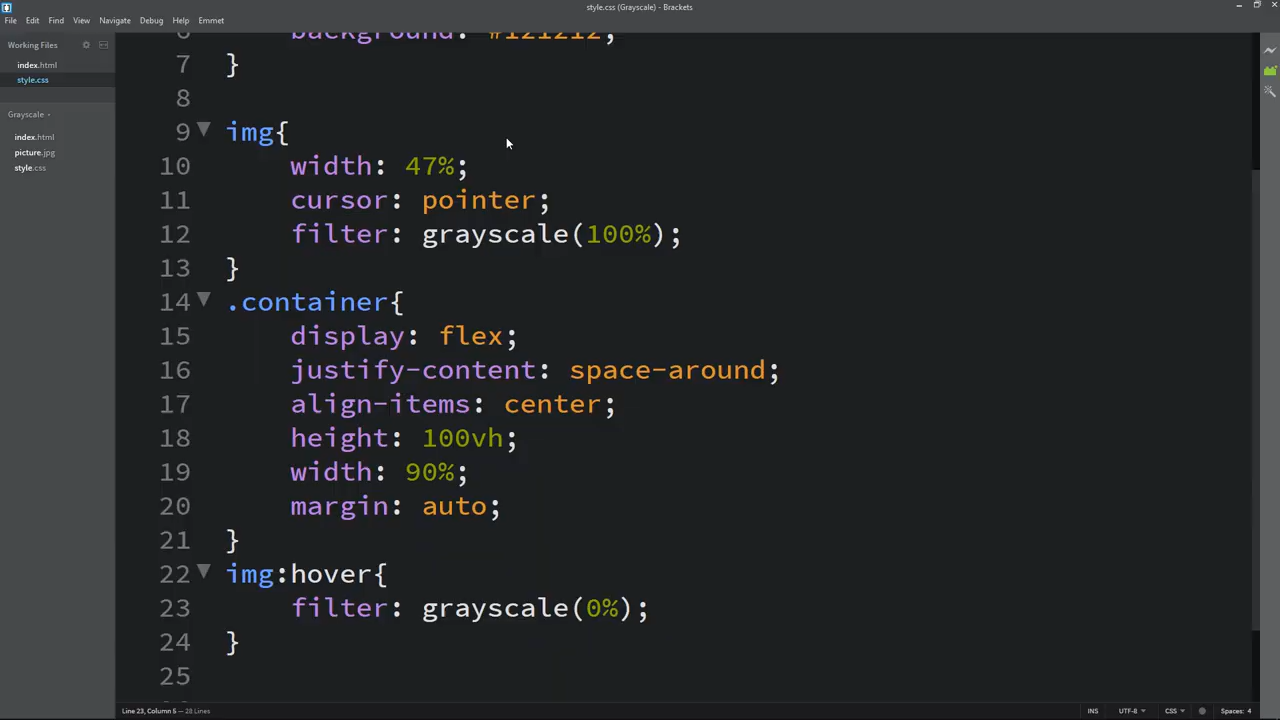 style.css (Grayscale) - Brackets
File Edit Find View Navigate Debug Help Emmet
Working Files
index.html
style.css
Grayscale
index.html
picture.jpg
style.css
6 background: #121212;
7 }
8
9 img{
10 width: 47%;
11 cursor: pointer;
12 filter: grayscale(100%);
13 }
14 .container{
15 display: flex;
16 justify-content: space-around;
17 align-items: center;
18 height: 100vh;
19 width: 90%;
20 margin: auto;
21 }
22 img:hover{
23 filter: grayscale(0%);
24 }
25
Line 23, Column 5 — 28 Lines
INS UTF-8 CSS Spaces: 4